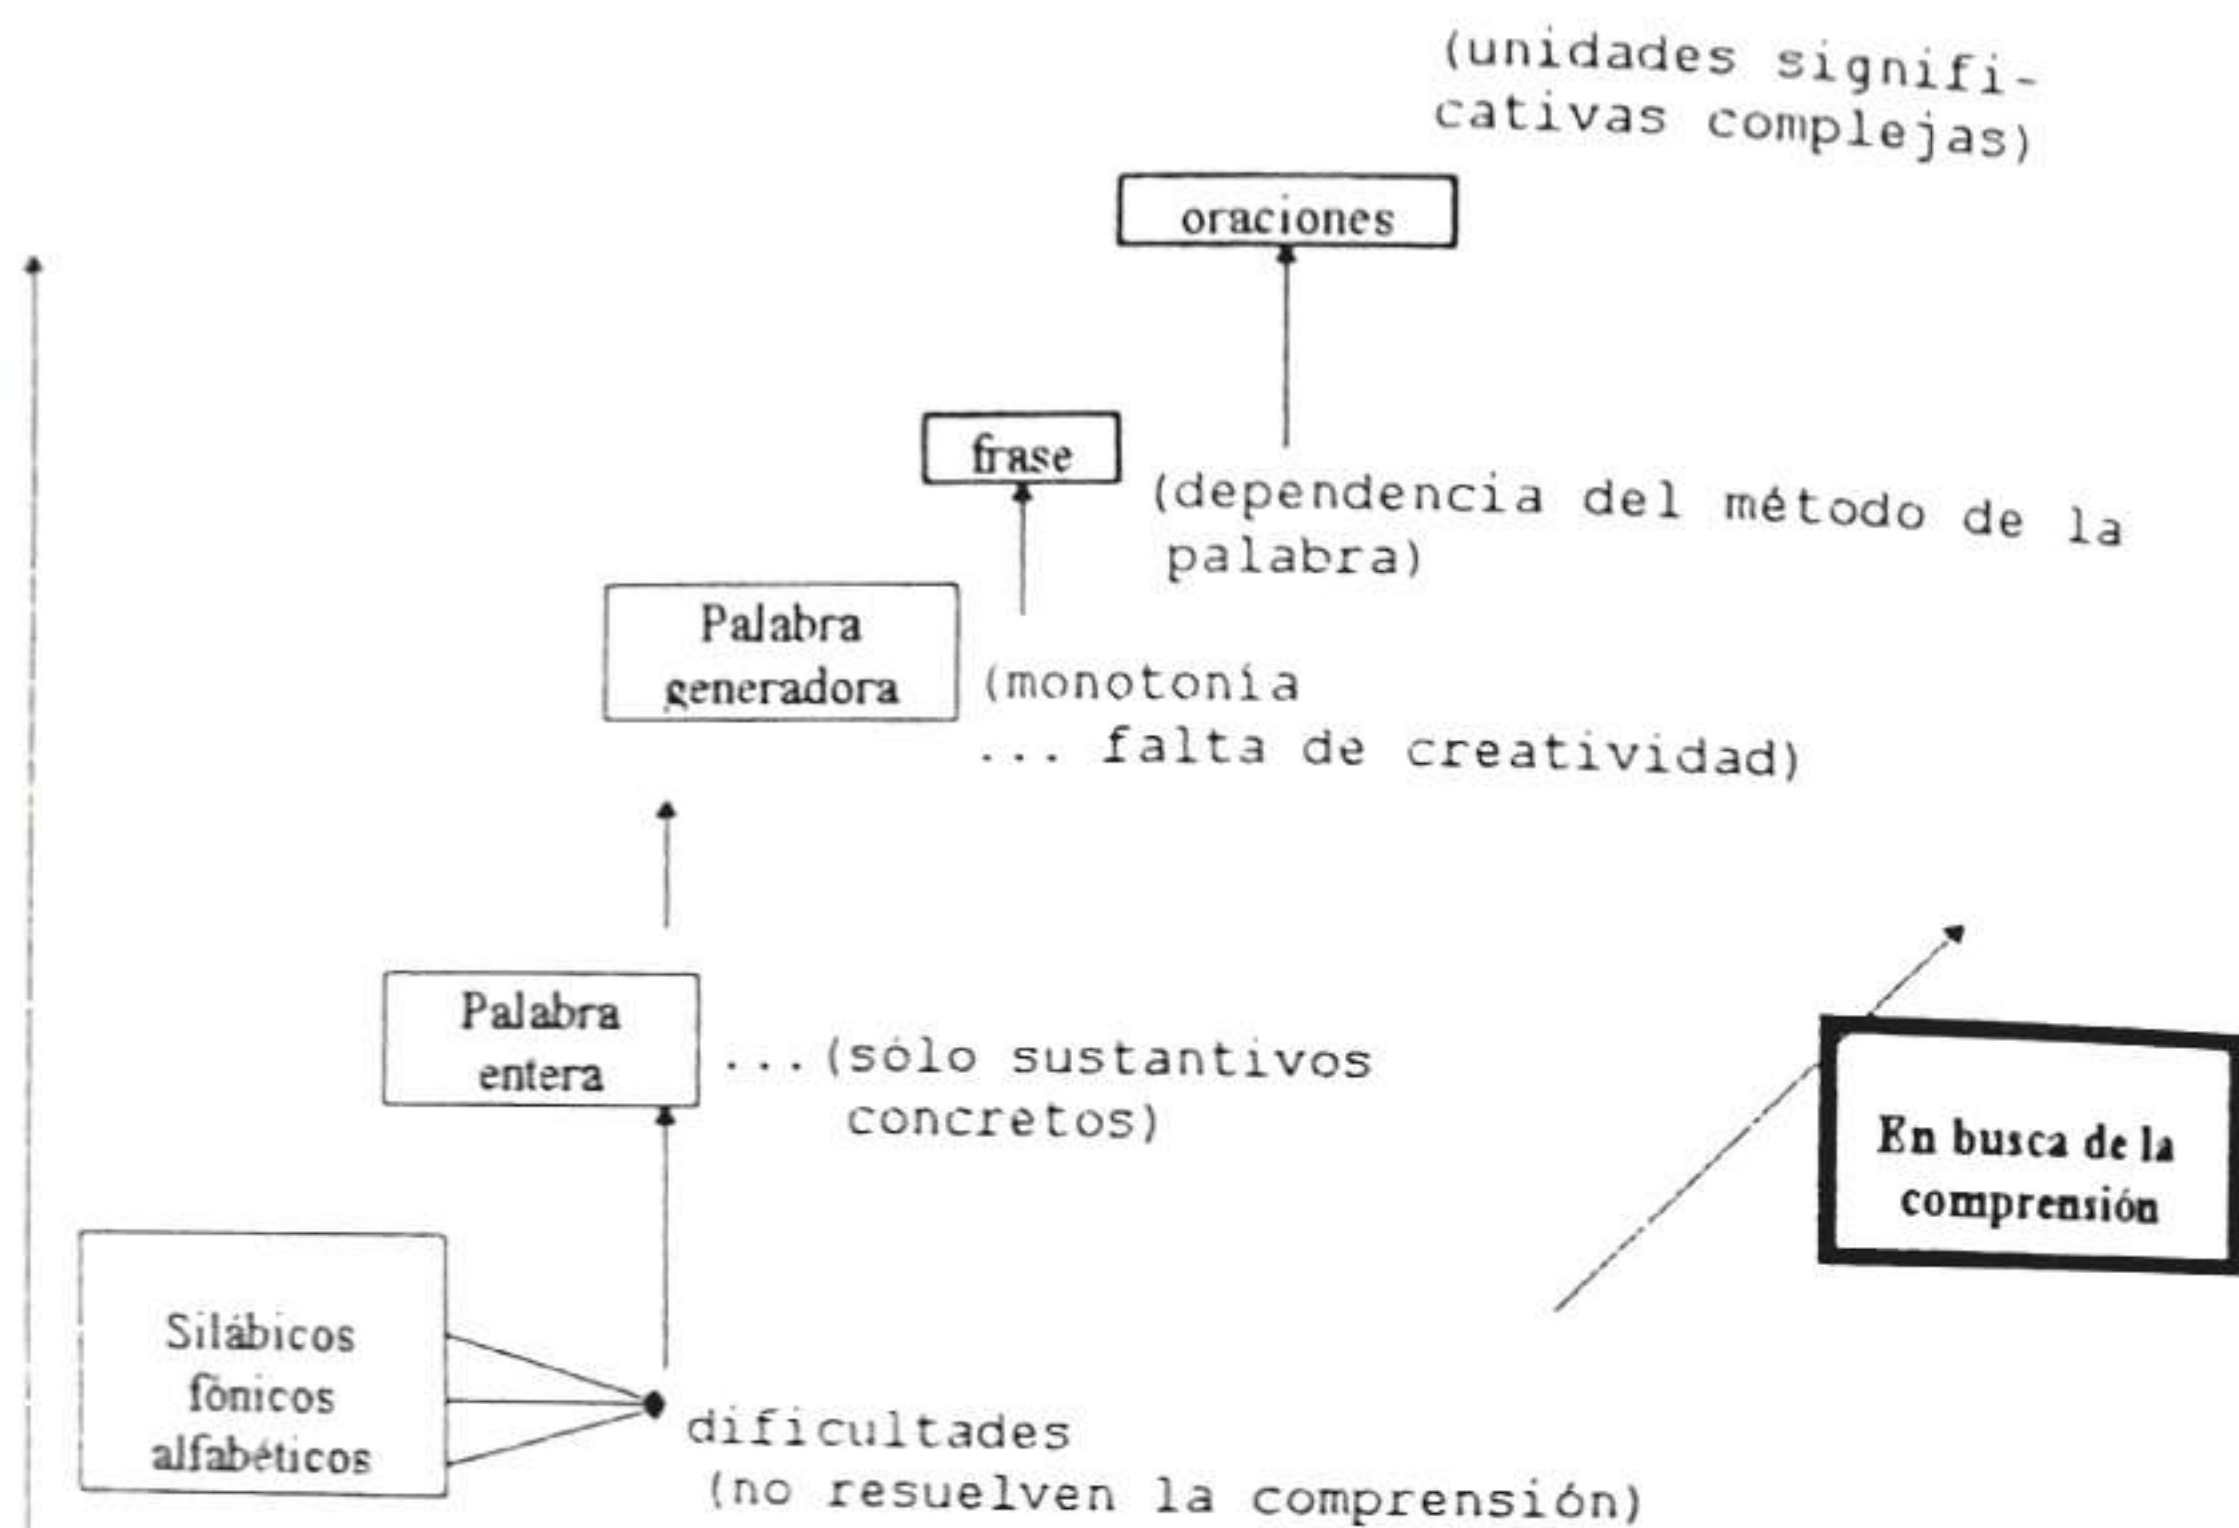 (unidades signifi-
cativas complejas)
oraciones
frase
(dependencia del método de la
palabra)
Palabra
generadora
(monotonía
... falta de creatividad)
Palabra
entera
...(sólo sustantivos
concretos)
En busca de la
comprensión
Silábicos
fónicos
alfabéticos
dificultades
(no resuelven la comprensión)